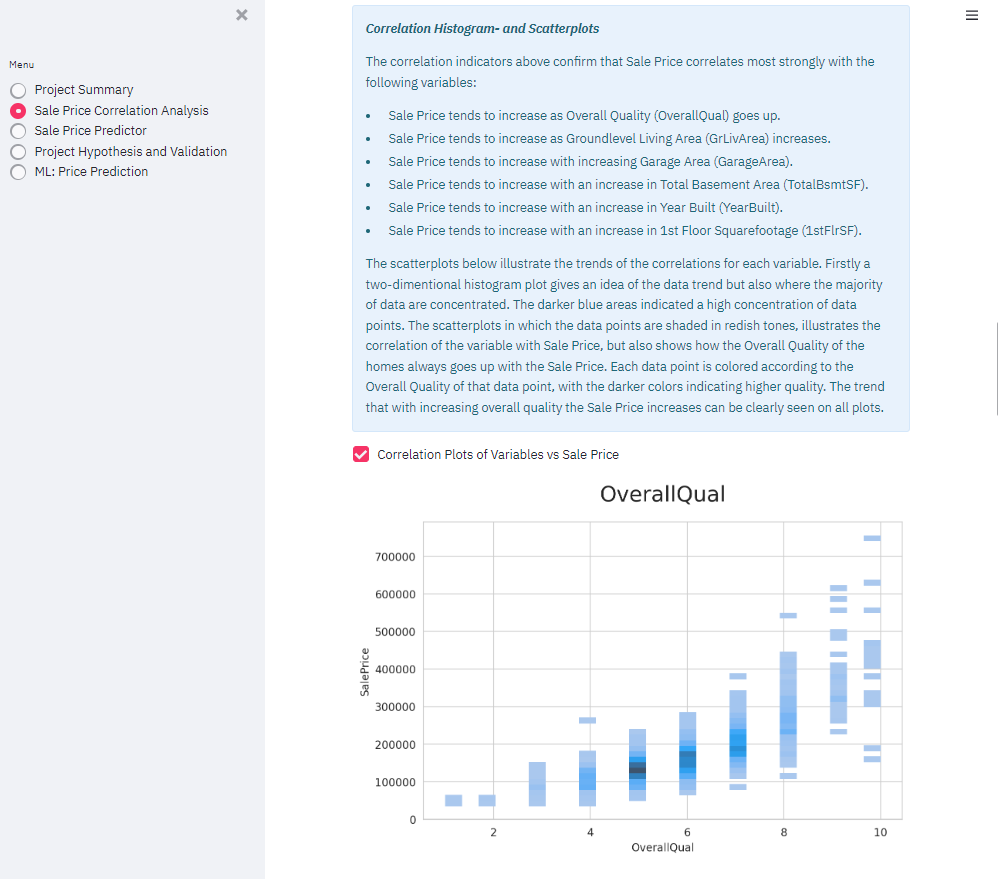 Menu
Project Summary
Sale Price Correlation Analysis
Sale Price Predictor
Project Hypothesis and Validation
ML: Price Prediction
Correlation Histogram- and Scatterplots
The correlation indicators above confirm that Sale Price correlates most strongly with the
following variables:
• Sale Price tends to increase as Overall Quality (OverallQual) goes up.
• Sale Price tends to increase as Groundlevel Living Area (GrLivArea) increases.
• Sale Price tends to increase with increasing Garage Area (GarageArea).
• Sale Price tends to increase with an increase in Total Basement Area (TotalBsmtSF).
• Sale Price tends to increase with an increase in Year Built (YearBuilt).
• Sale Price tends to increase with an increase in 1st Floor Squarefootage (1stFlrSF).
The scatterplots below illustrate the trends of the correlations for each variable. Firstly a
two-dimentional histogram plot gives an idea of the data trend but also where the majority
of data are concentrated. The darker blue areas indicated a high concentration of data
points. The scatterplots in which the data points are shaded in redish tones, illustrates the
correlation of the variable with Sale Price, but also shows how the Overall Quality of the
homes always goes up with the Sale Price. Each data point is colored according to the
Overall Quality of that data point, with the darker colors indicating higher quality. The trend
that with increasing overall quality the Sale Price increases can be clearly seen on all plots.
Correlation Plots of Variables vs Sale Price
OverallQual
SalePrice
700000
600000
500000
400000
300000
200000
100000
0
2 4 6 8 10
OverallQual